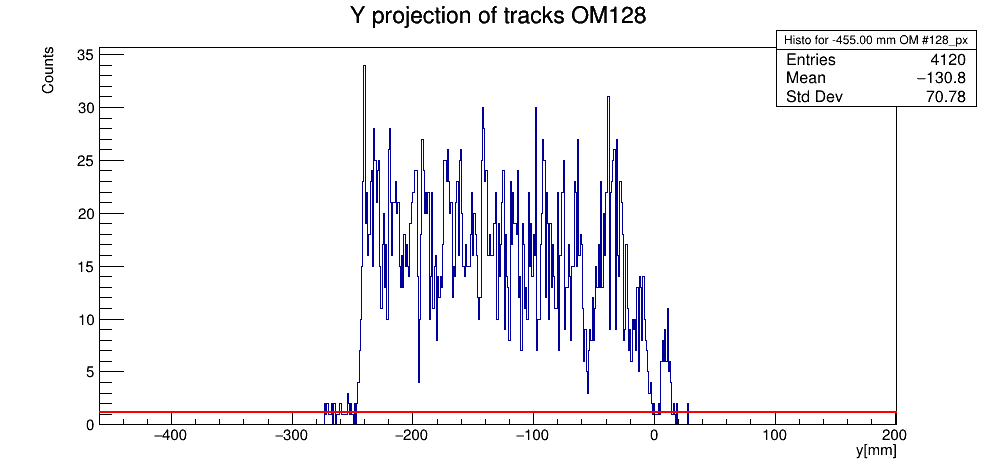 Y projection of tracks OM128
Histo for -455.00 mm OM #128_px
Entries 4120
Mean −130.8
Std Dev 70.78
Counts
35
30
25
20
15
10
5
0
−400 −300 −200 −100 0 100 200
y[mm]